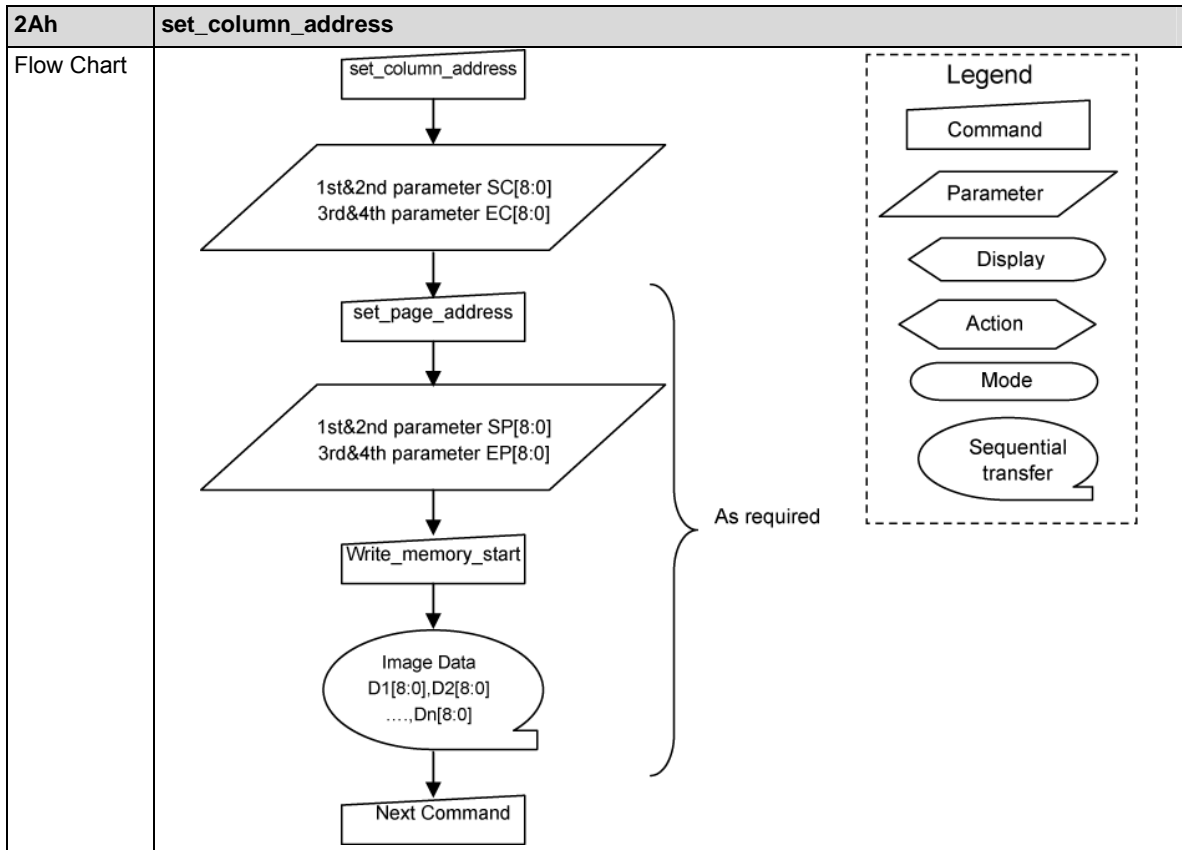 2Ah
set_column_address
Flow Chart
set_column_address
1st&2nd parameter SC[8:0]
3rd&4th parameter EC[8:0]
set_page_address
1st&2nd parameter SP[8:0]
3rd&4th parameter EP[8:0]
Write_memory_start
Image Data
D1[8:0],D2[8:0]
....,Dn[8:0]
Next Command
As required
Legend
Command
Parameter
Display
Action
Mode
Sequential
transfer